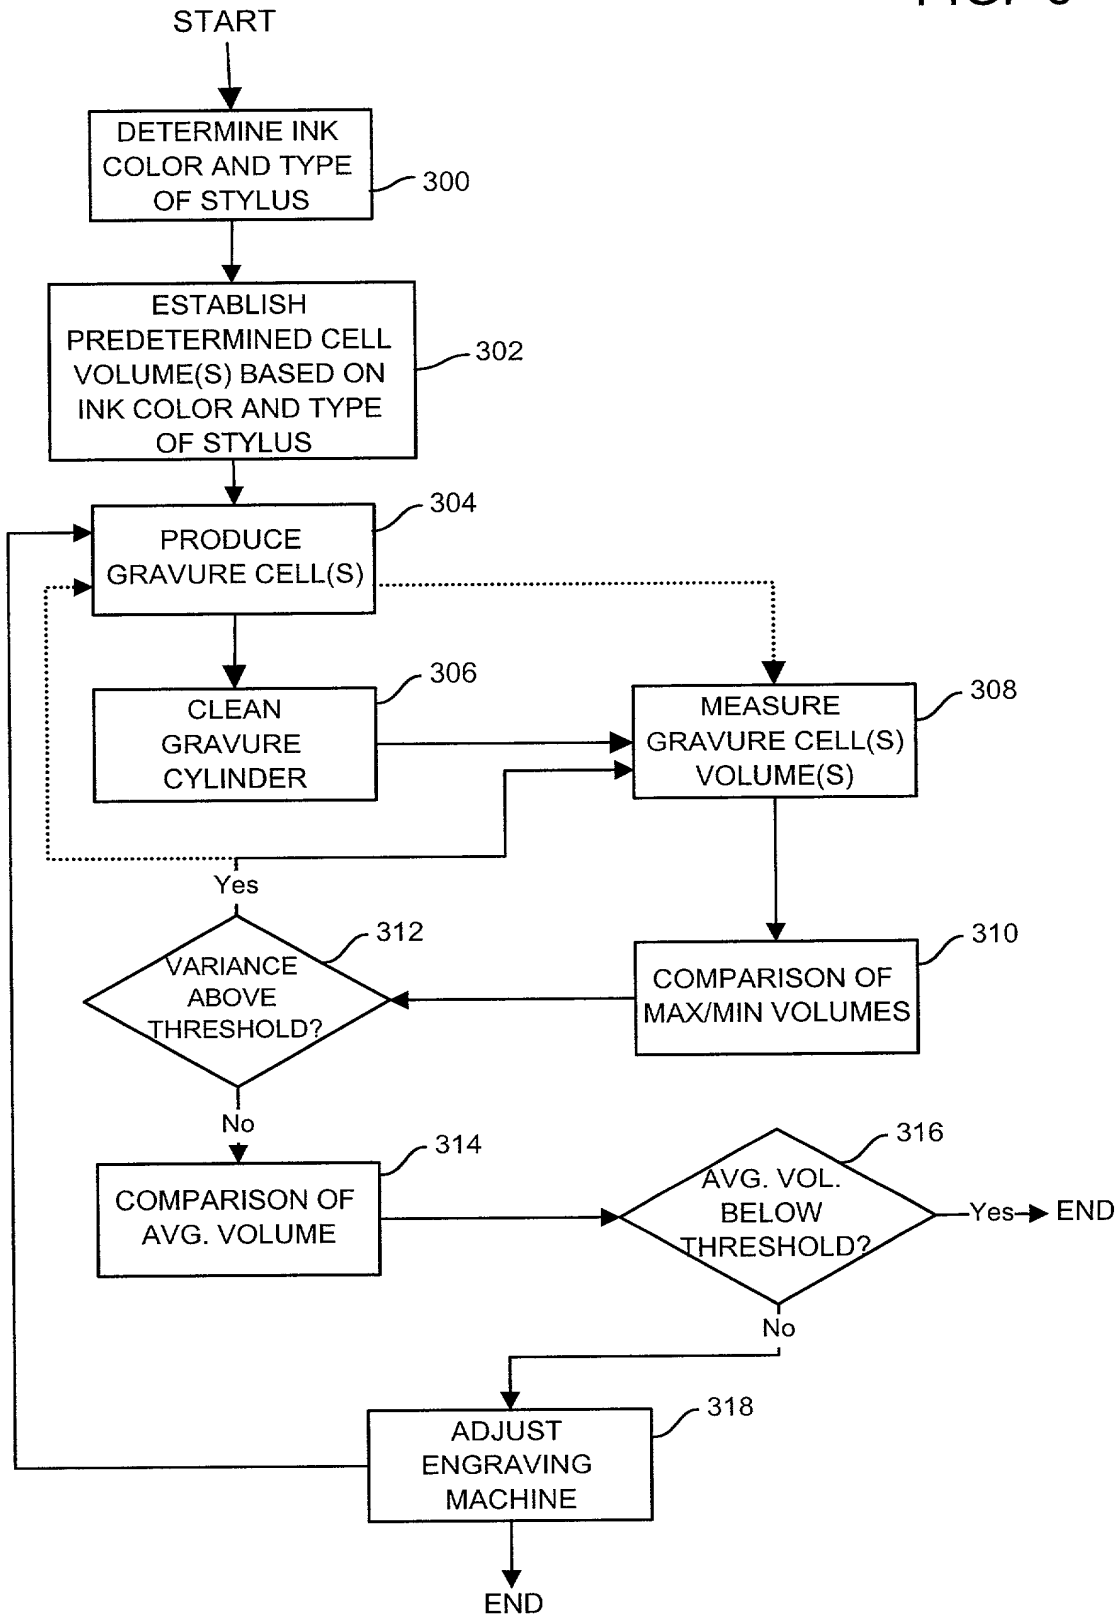 START
DETERMINE INK
COLOR AND TYPE
OF STYLUS
300
ESTABLISH
PREDETERMINED CELL
VOLUME(S) BASED ON
INK COLOR AND TYPE
OF STYLUS
302
304
PRODUCE
GRAVURE CELL(S)
306
CLEAN
GRAVURE
CYLINDER
308
MEASURE
GRAVURE CELL(S)
VOLUME(S)
Yes
312
VARIANCE
ABOVE
THRESHOLD?
310
COMPARISON OF
MAX/MIN VOLUMES
No
314
COMPARISON OF
AVG. VOLUME
316
AVG. VOL.
BELOW
THRESHOLD?
Yes
END
No
318
ADJUST
ENGRAVING
MACHINE
END